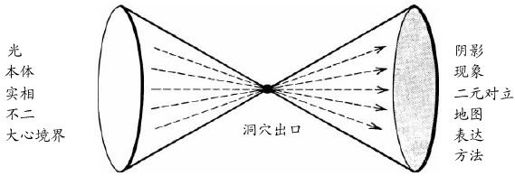 光
本体
实相
不二
大心境界
洞穴出口
阴影
现象
二元对立
地图
表达
方法